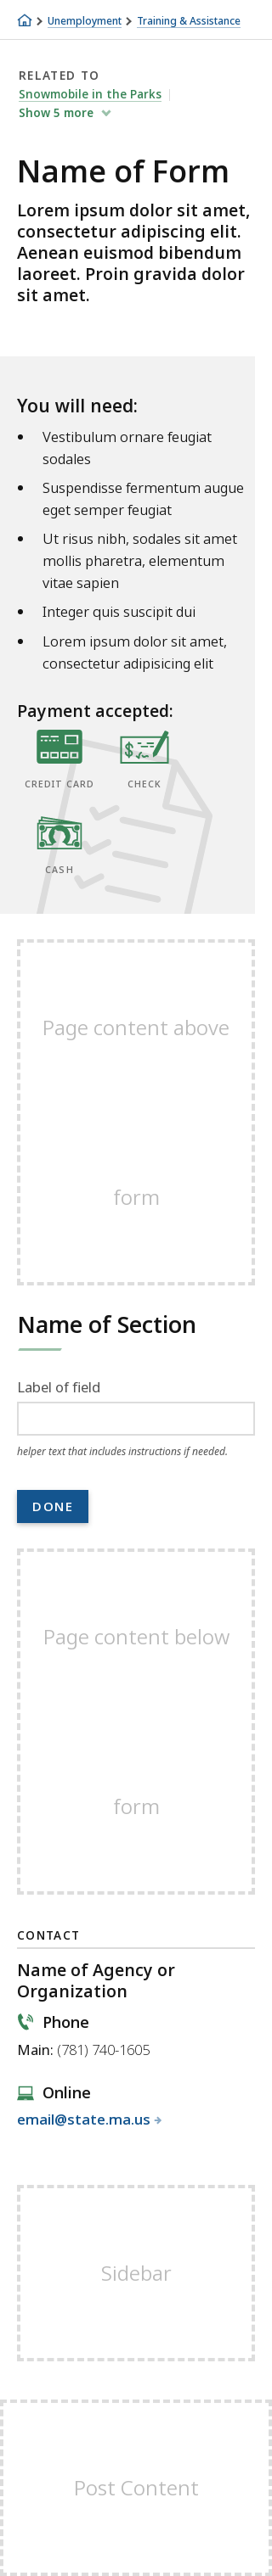 Unemployment Training & Assistance
RELATED TO
Snowmobile in the Parks
Show 5 more
Name of Form
Lorem ipsum dolor sit amet,
consectetur adipiscing elit.
Aenean euismod bibendum
laoreet. Proin gravida dolor
sit amet.
You will need:
Vestibulum ornare feugiat
sodales
Suspendisse fermentum augue
eget semper feugiat
Ut risus nibh, sodales sit amet
mollis pharetra, elementum
vitae sapien
Integer quis suscipit dui
Lorem ipsum dolor sit amet,
consectetur adipisicing elit
Payment accepted:
CREDIT CARD CHECK
CASH
Page content above
form
Name of Section
Label of field
helper text that includes instructions if needed.
DONE
Page content below
form
CONTACT
Name of Agency or
Organization
Phone
Main: (781) 740-1605
Online
email@state.ma.us
Sidebar
Post Content